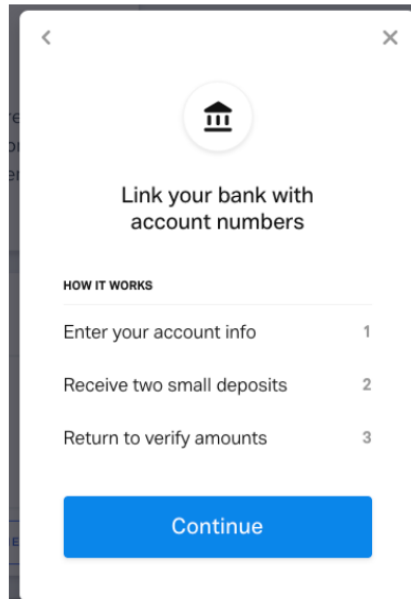 Link your bank with
account numbers
HOW IT WORKS
Enter your account info 1
Receive two small deposits 2
Return to verify amounts 3
Continue